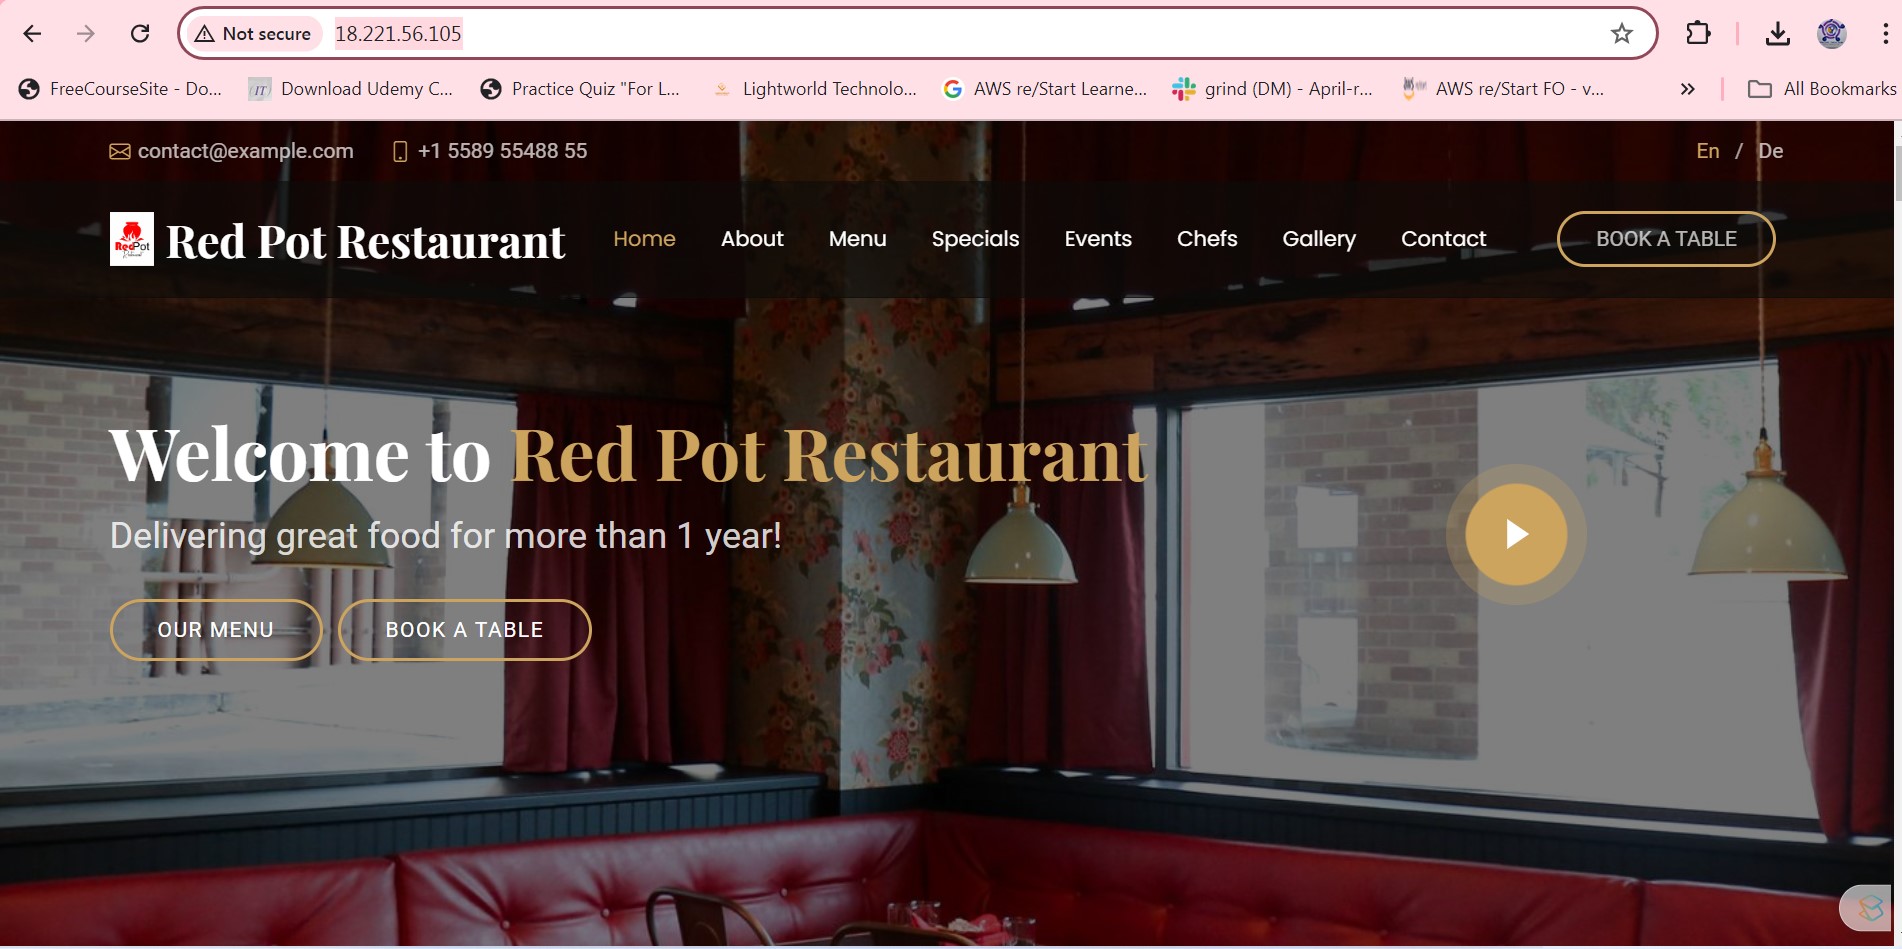 Not secure 18.221.56.105
FreeCourseSite - Do... Download Udemy C... Practice Quiz "For L... Lightworld Technolo... AWS re/Start Learne... grind (DM) - April-r... AWS re/Start FO - v... » All Bookmarks
contact@example.com +1 5589 55488 55 En / De
RedPot
Restaurant
Red Pot Restaurant Home About Menu Specials Events Chefs Gallery Contact BOOK A TABLE
Welcome to Red Pot Restaurant
Delivering great food for more than 1 year!
OUR MENU BOOK A TABLE